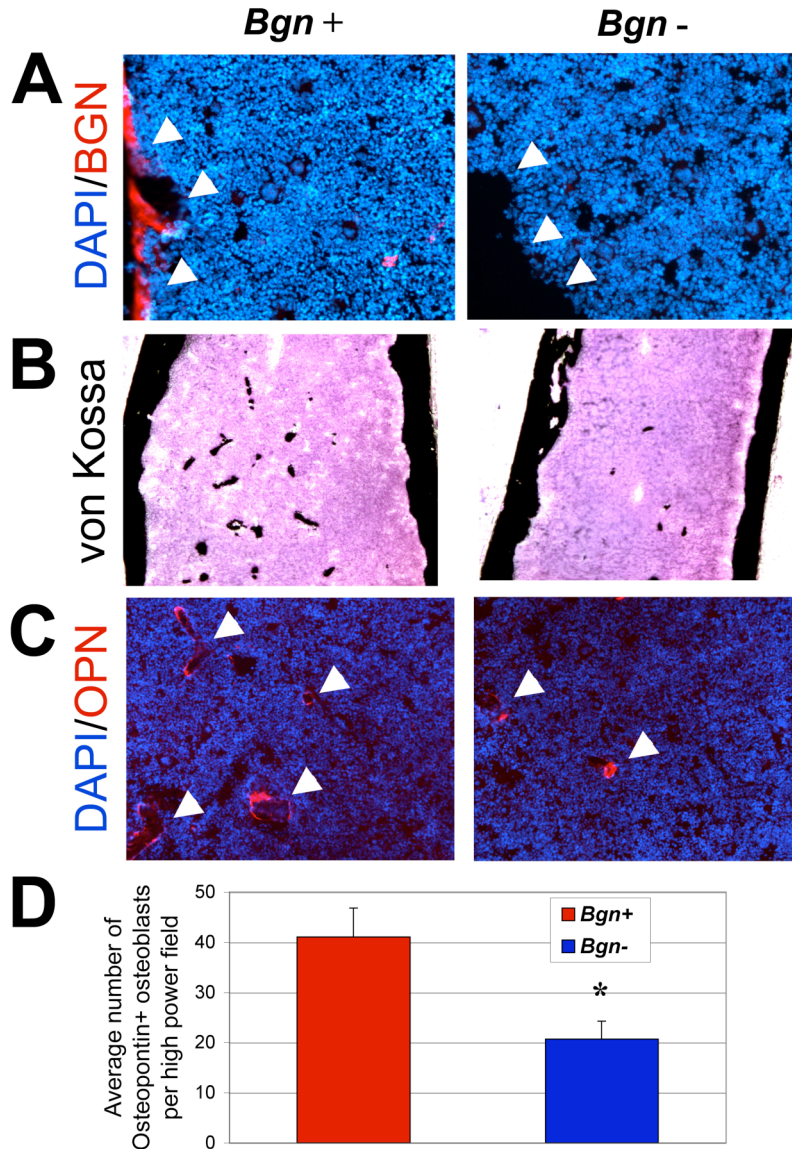 Bgn + Bgn -
A
DAPI/BGN
B
von Kossa
C
DAPI/OPN
D
Average number of
Osteopontin+ osteoblasts
per high power field
50
40
30
20
10
0
Bgn+
Bgn-
*